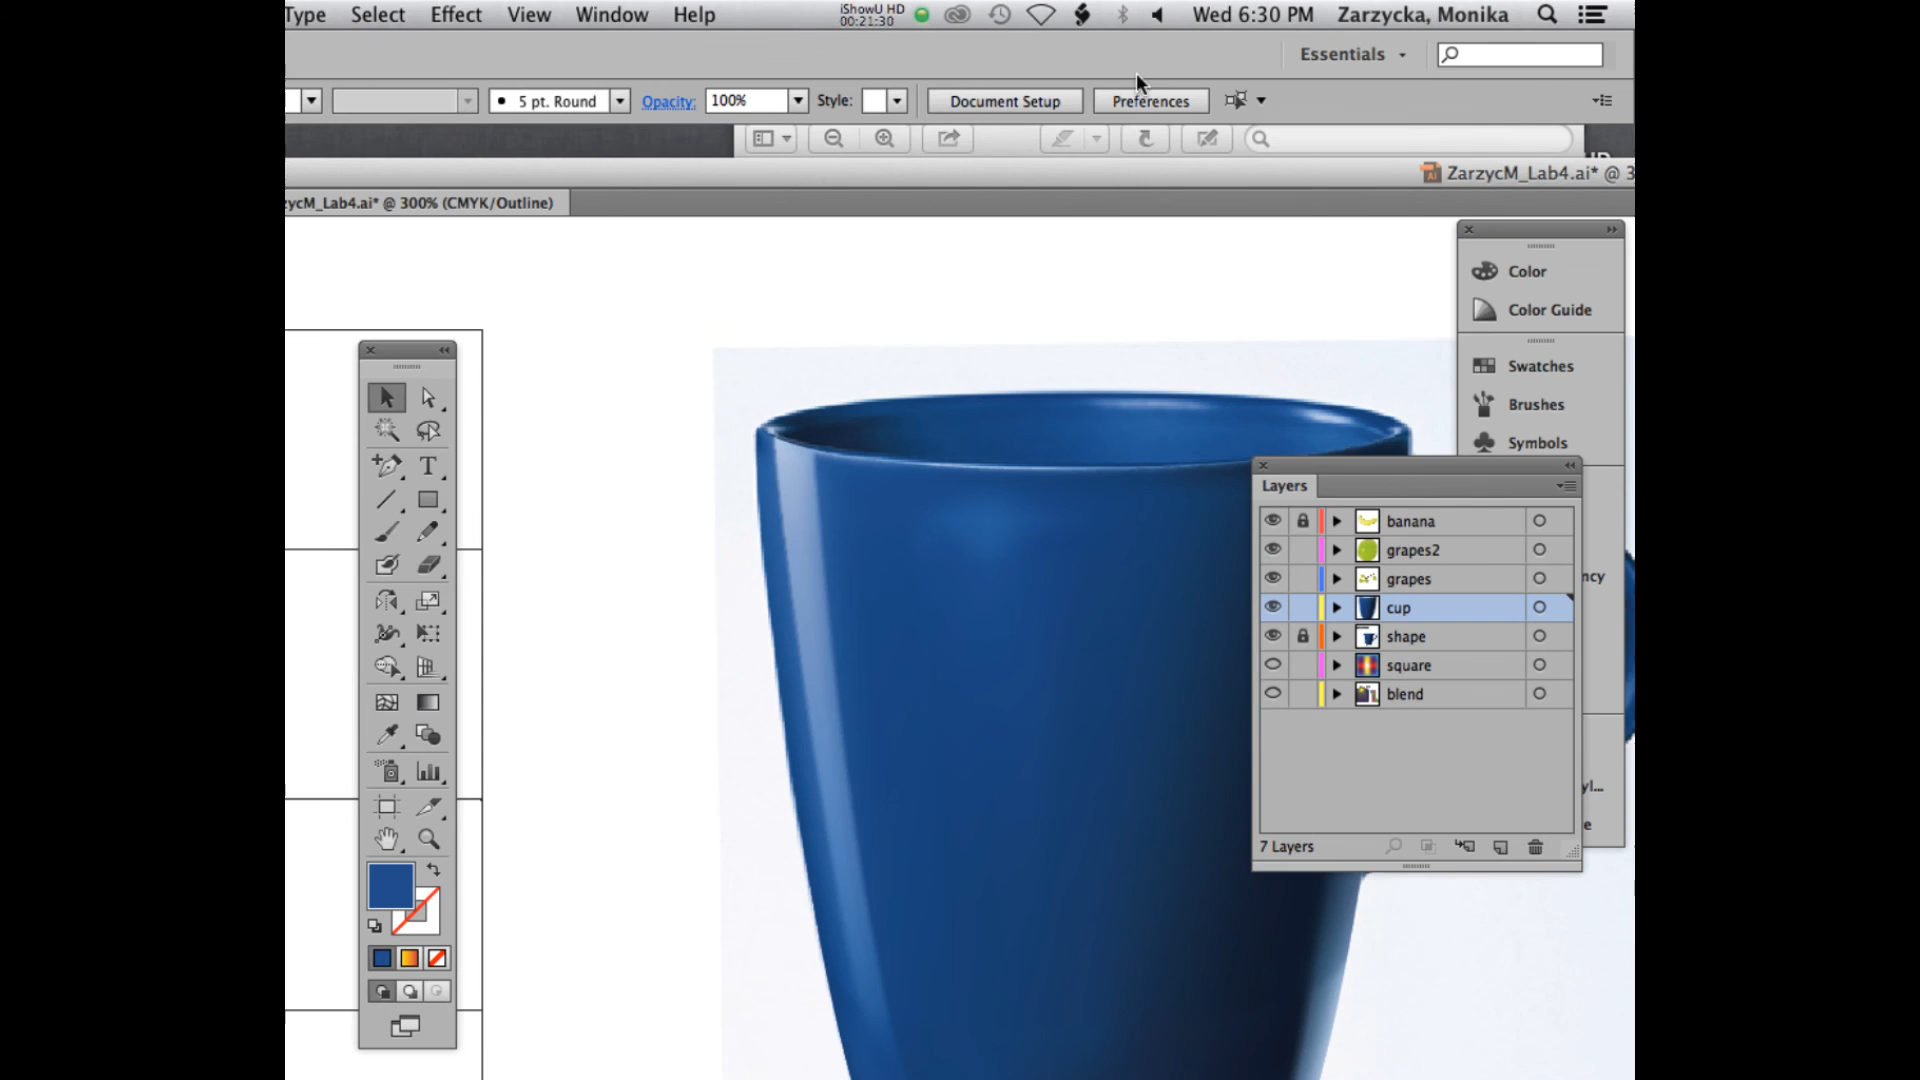 Type Select Effect View Window Help iShowU HD 00:21:30 Wed 6:30 PM Zarzycka, Monika
Essentials
5 pt. Round Opacity: 100% Style: Document Setup Preferences
ZarzycM_Lab4.ai* @ 3
zycM_Lab4.ai* @ 300% (CMYK/Outline)
Color
Color Guide
Swatches
Brushes
Symbols
Layers
banana
grapes2
grapes
ncy
cup
shape
square
blend
yl...
e
7 Layers